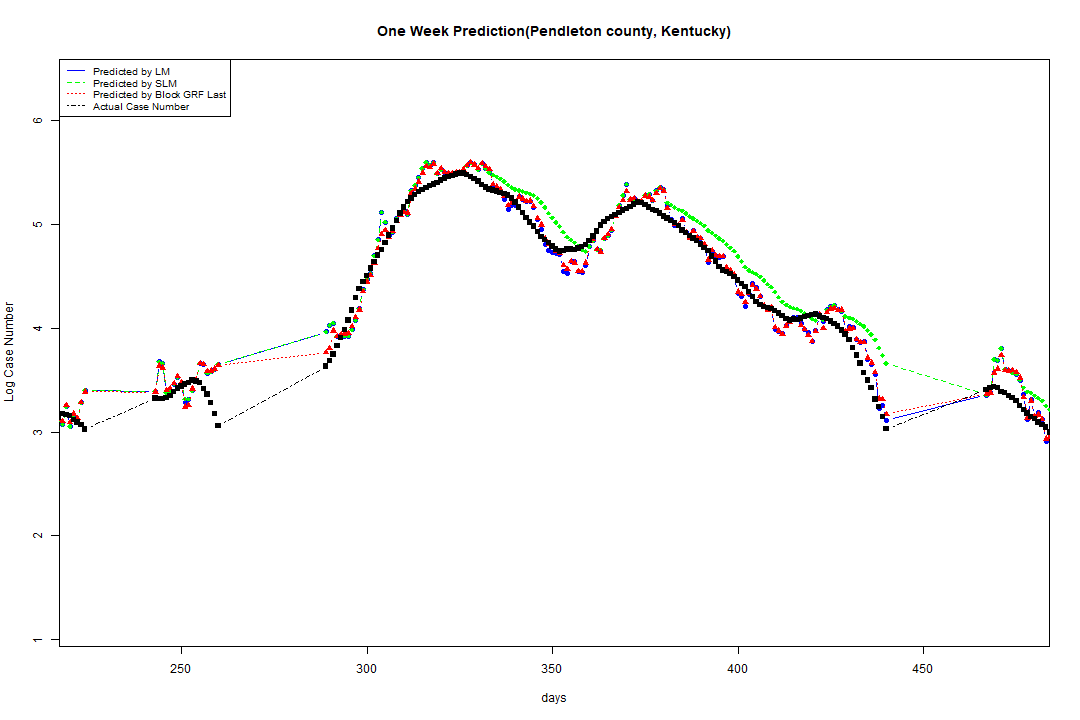 One Week Prediction(Pendleton county, Kentucky)
Predicted by LM
Predicted by SLM
Predicted by Block GRF Last
Actual Case Number
Log Case Number
6
5
4
3
2
1
250 300 350 400 450
days